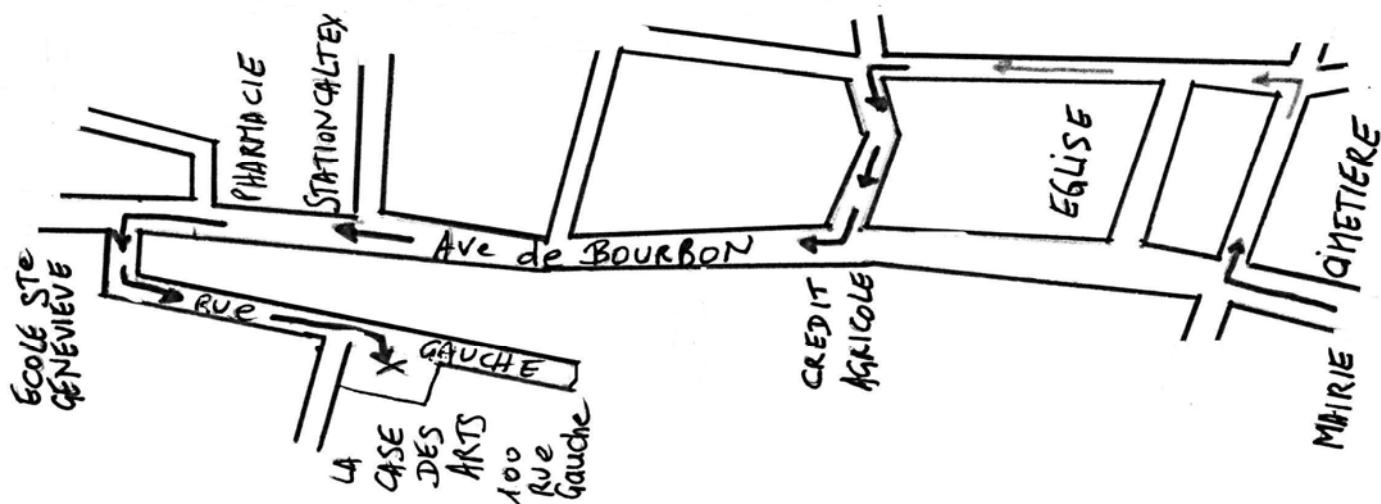 PHARMACIE
STATION CALTEX
EGLISE
CiMETIERE
Ave de BOURBON
ECOLE STe
GENEVIEVE
RUe
GAUCHE
CREDIT
AGRICOLE
MAIRIE
LA
CASE
DES
ARTS
100
RUe
Gauche